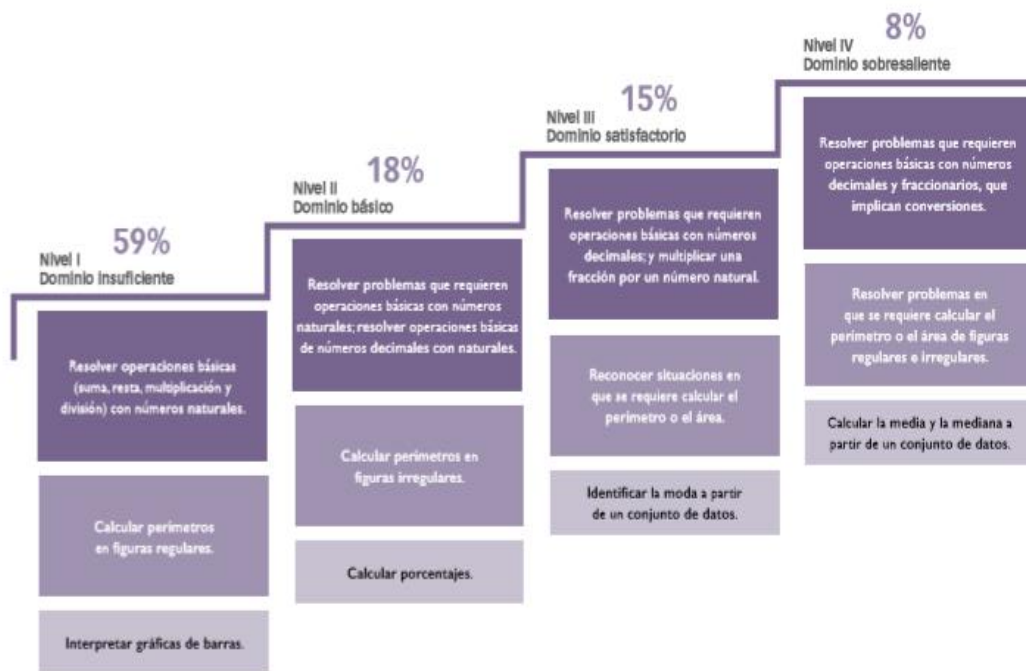 59%
Nivel I
Dominio insuficiente
Resolver operaciones básicas
(suma, resta, multiplicación y
división) con números naturales.
Calcular perímetros
en figuras regulares.
Interpretar gráficas de barras.
18%
Nivel II
Dominio básico
Resolver problemas que requieren
operaciones básicas con números
naturales; resolver operaciones básicas
de números decimales con naturales.
Calcular perímetros en
figuras irregulares.
Calcular porcentajes.
15%
Nivel III
Dominio satisfactorio
Resolver problemas que requieren
operaciones básicas con números
decimales; y multiplicar una
fracción por un número natural.
Reconocer situaciones en
que se requiere calcular el
perímetro o el área.
Identificar la moda a partir
de un conjunto de datos.
8%
Nivel IV
Dominio sobresaliente
Resolver problemas que requieren
operaciones básicas con números
decimales y fraccionarios, que
implican conversiones.
Resolver problemas en
que se requiere calcular el
perímetro o el área de figuras
regulares e irregulares.
Calcular la media y la mediana a
partir de un conjunto de datos.